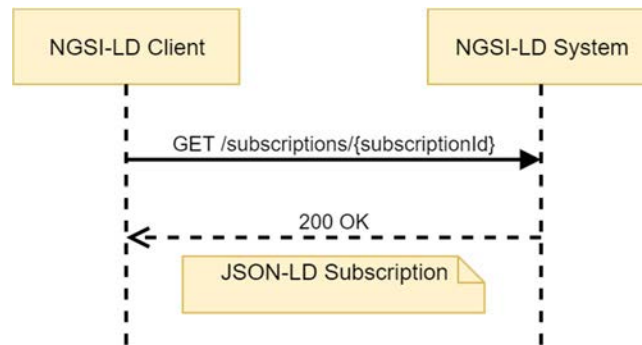 NGSI-LD Client
NGSI-LD System
GET /subscriptions/{subscriptionId}
200 OK
JSON-LD Subscription